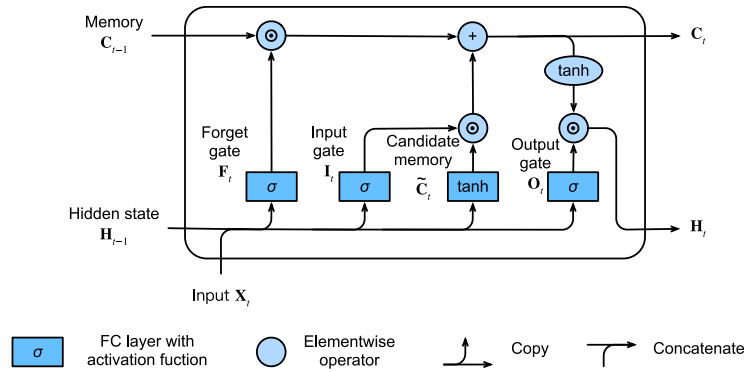 Memory
C_{t-1}
C_t
tanh
Forget
gate
F_t
Input
gate
I_t
Candidate
memory
C̃_t
Output
gate
O_t
σ
σ
tanh
σ
Hidden state
H_{t-1}
H_t
Input X_t
σ
FC layer with
activation fuction
Elementwise
operator
Copy
Concatenate